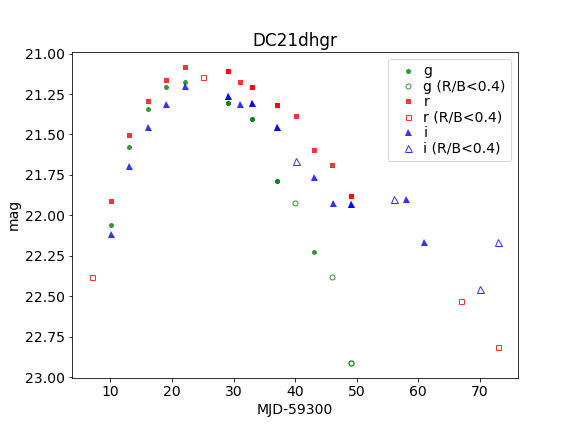 DC21dhgr
21.00
21.25
21.50
21.75
22.00
22.25
22.50
22.75
23.00
mag
g
g (R/B<0.4)
r
r (R/B<0.4)
i
i (R/B<0.4)
10 20 30 40 50 60 70
MJD-59300